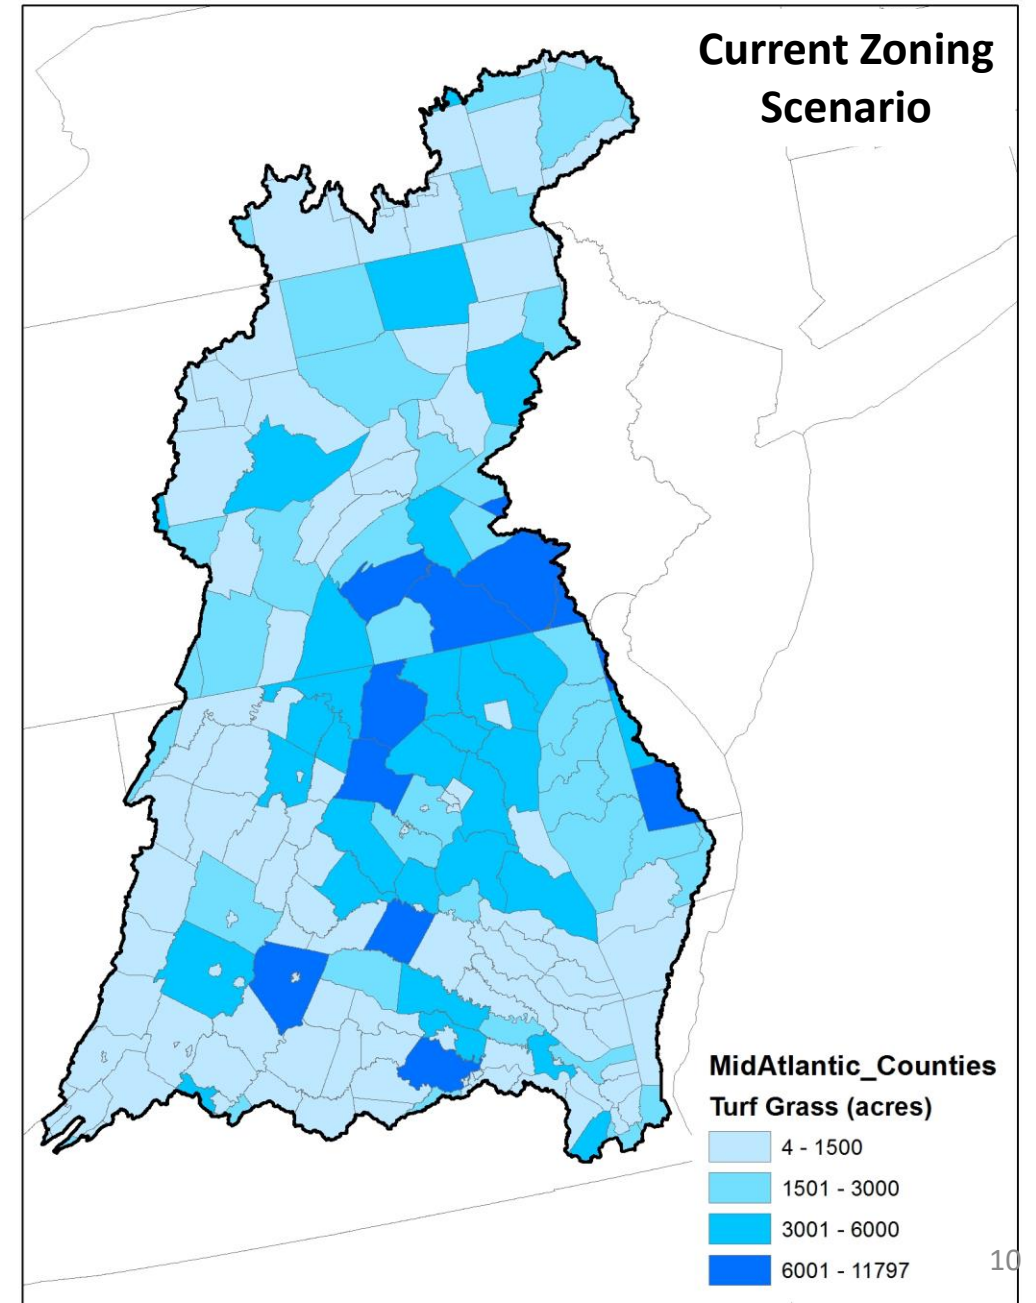 Current Zoning
Scenario
MidAtlantic_Counties
Turf Grass (acres)
4 - 1500
1501 - 3000
3001 - 6000
6001 - 11797
10